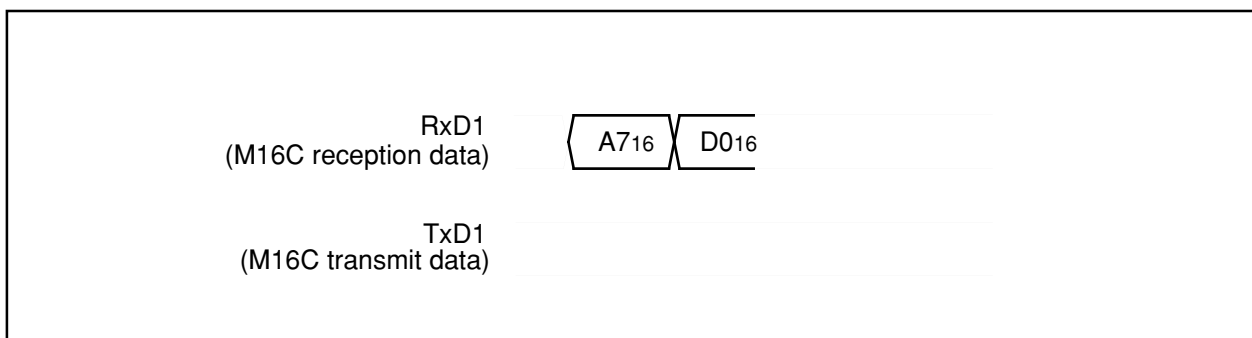 RxD1
(M16C reception data)
A716 D016
TxD1
(M16C transmit data)